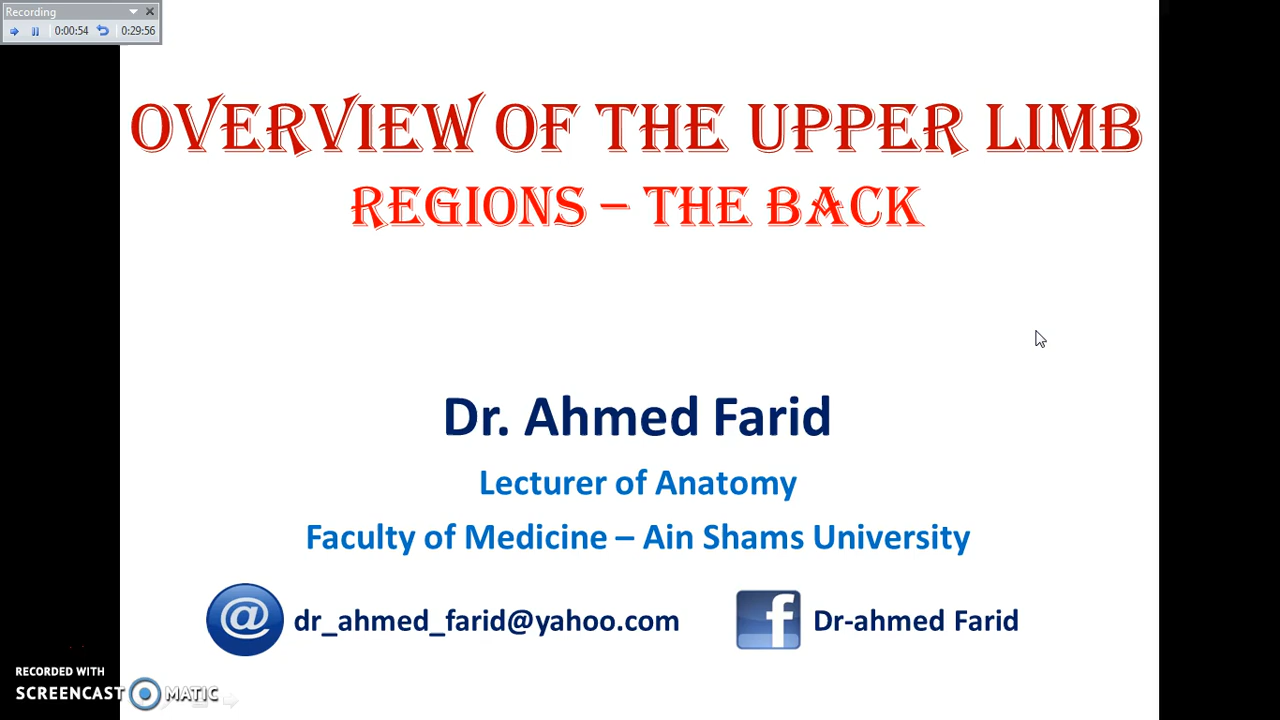 Recording
0:00:54 0:29:56
OVERVIEW OF THE UPPER LIMB
REGIONS – THE BACK
Dr. Ahmed Farid
Lecturer of Anatomy
Faculty of Medicine – Ain Shams University
@ dr_ahmed_farid@yahoo.com f Dr-ahmed Farid
RECORDED WITH
SCREENCAST MATIC